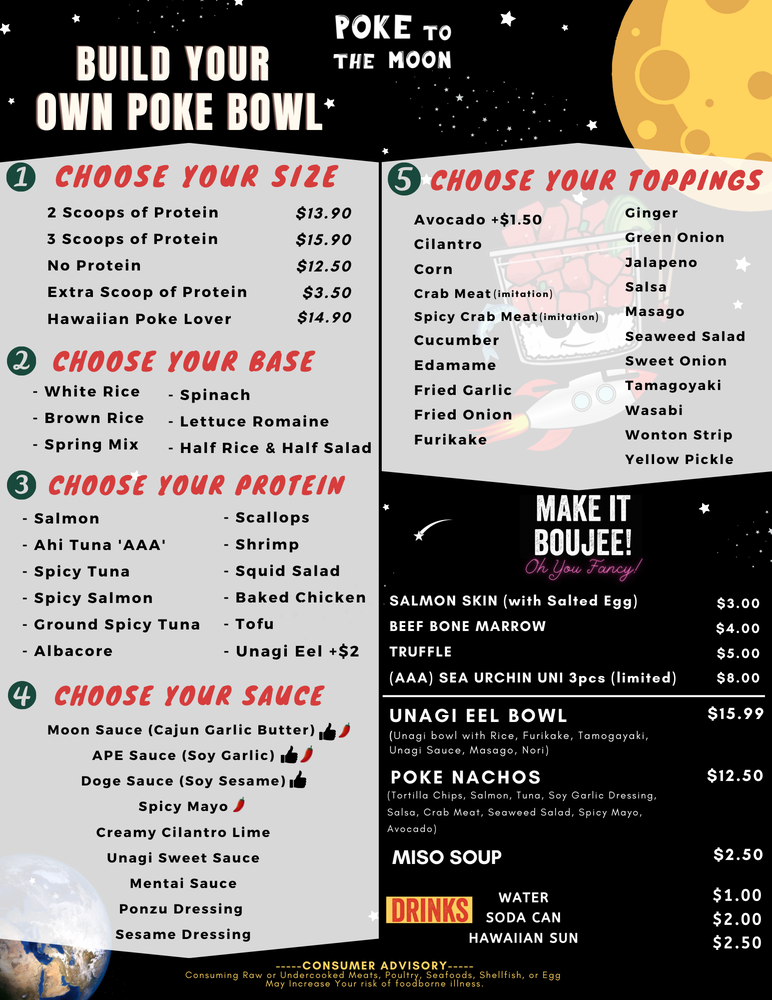 POKE TO
THE MOON
BUILD YOUR
OWN POKE BOWL
1 CHOOSE YOUR SIZE
2 Scoops of Protein $13.90
3 Scoops of Protein $15.90
No Protein $12.50
Extra Scoop of Protein $3.50
Hawaiian Poke Lover $14.90
2 CHOOSE YOUR BASE
- White Rice
- Brown Rice
- Spring Mix
- Spinach
- Lettuce Romaine
- Half Rice & Half Salad
3 CHOOSE YOUR PROTEIN
- Salmon
- Ahi Tuna 'AAA'
- Spicy Tuna
- Spicy Salmon
- Ground Spicy Tuna
- Albacore
- Scallops
- Shrimp
- Squid Salad
- Baked Chicken
- Tofu
- Unagi Eel +$2
4 CHOOSE YOUR SAUCE
Moon Sauce (Cajun Garlic Butter)
APE Sauce (Soy Garlic)
Doge Sauce (Soy Sesame)
Spicy Mayo
Creamy Cilantro Lime
Unagi Sweet Sauce
Mentai Sauce
Ponzu Dressing
Sesame Dressing
5 CHOOSE YOUR TOPPINGS
Avocado +$1.50
Cilantro
Corn
Crab Meat(imitation)
Spicy Crab Meat(imitation)
Cucumber
Edamame
Fried Garlic
Fried Onion
Furikake
Ginger
Green Onion
Jalapeno
Salsa
Masago
Seaweed Salad
Sweet Onion
Tamagoyaki
Wasabi
Wonton Strip
Yellow Pickle
MAKE IT
BOUJEE!
Oh You Fancy!
SALMON SKIN (with Salted Egg) $3.00
BEEF BONE MARROW $4.00
TRUFFLE $5.00
(AAA) SEA URCHIN UNI 3pcs (limited) $8.00
UNAGI EEL BOWL $15.99
(Unagi bowl with Rice, Furikake, Tamogayaki,
Unagi Sauce, Masago, Nori)
POKE NACHOS $12.50
(Tortilla Chips, Salmon, Tuna, Soy Garlic Dressing,
Salsa, Crab Meat, Seaweed Salad, Spicy Mayo,
Avocado)
MISO SOUP $2.50
DRINKS
WATER $1.00
SODA CAN $2.00
HAWAIIAN SUN $2.50
-----CONSUMER ADVISORY-----
Consuming Raw or Undercooked Meats, Poultry, Seafoods, Shellfish, or Egg
May Increase Your risk of foodborne illness.